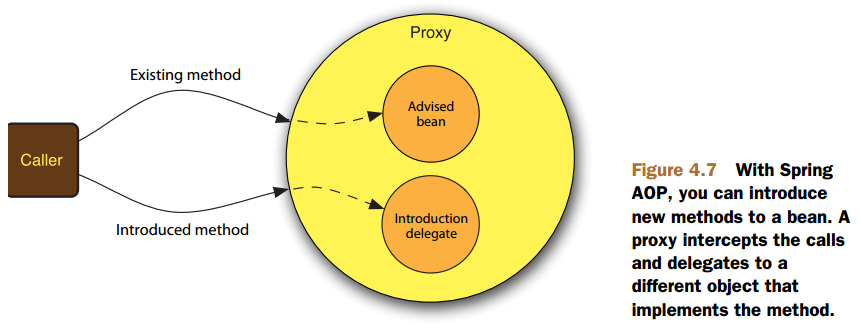 Proxy
Existing method
Advised
bean
Caller
Introduced method
Introduction
delegate
Figure 4.7 With Spring
AOP, you can introduce
new methods to a bean. A
proxy intercepts the calls
and delegates to a
different object that
implements the method.